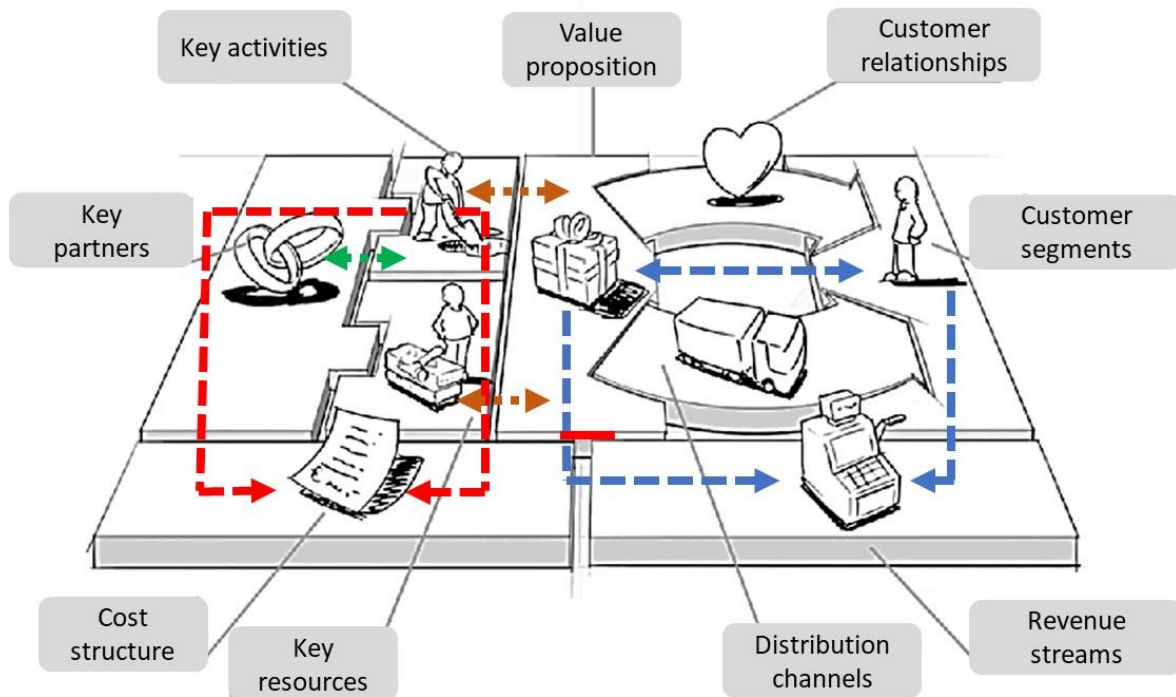 Key activities
Value
proposition
Customer
relationships
Key
partners
Customer
segments
Cost
structure
Key
resources
Distribution
channels
Revenue
streams